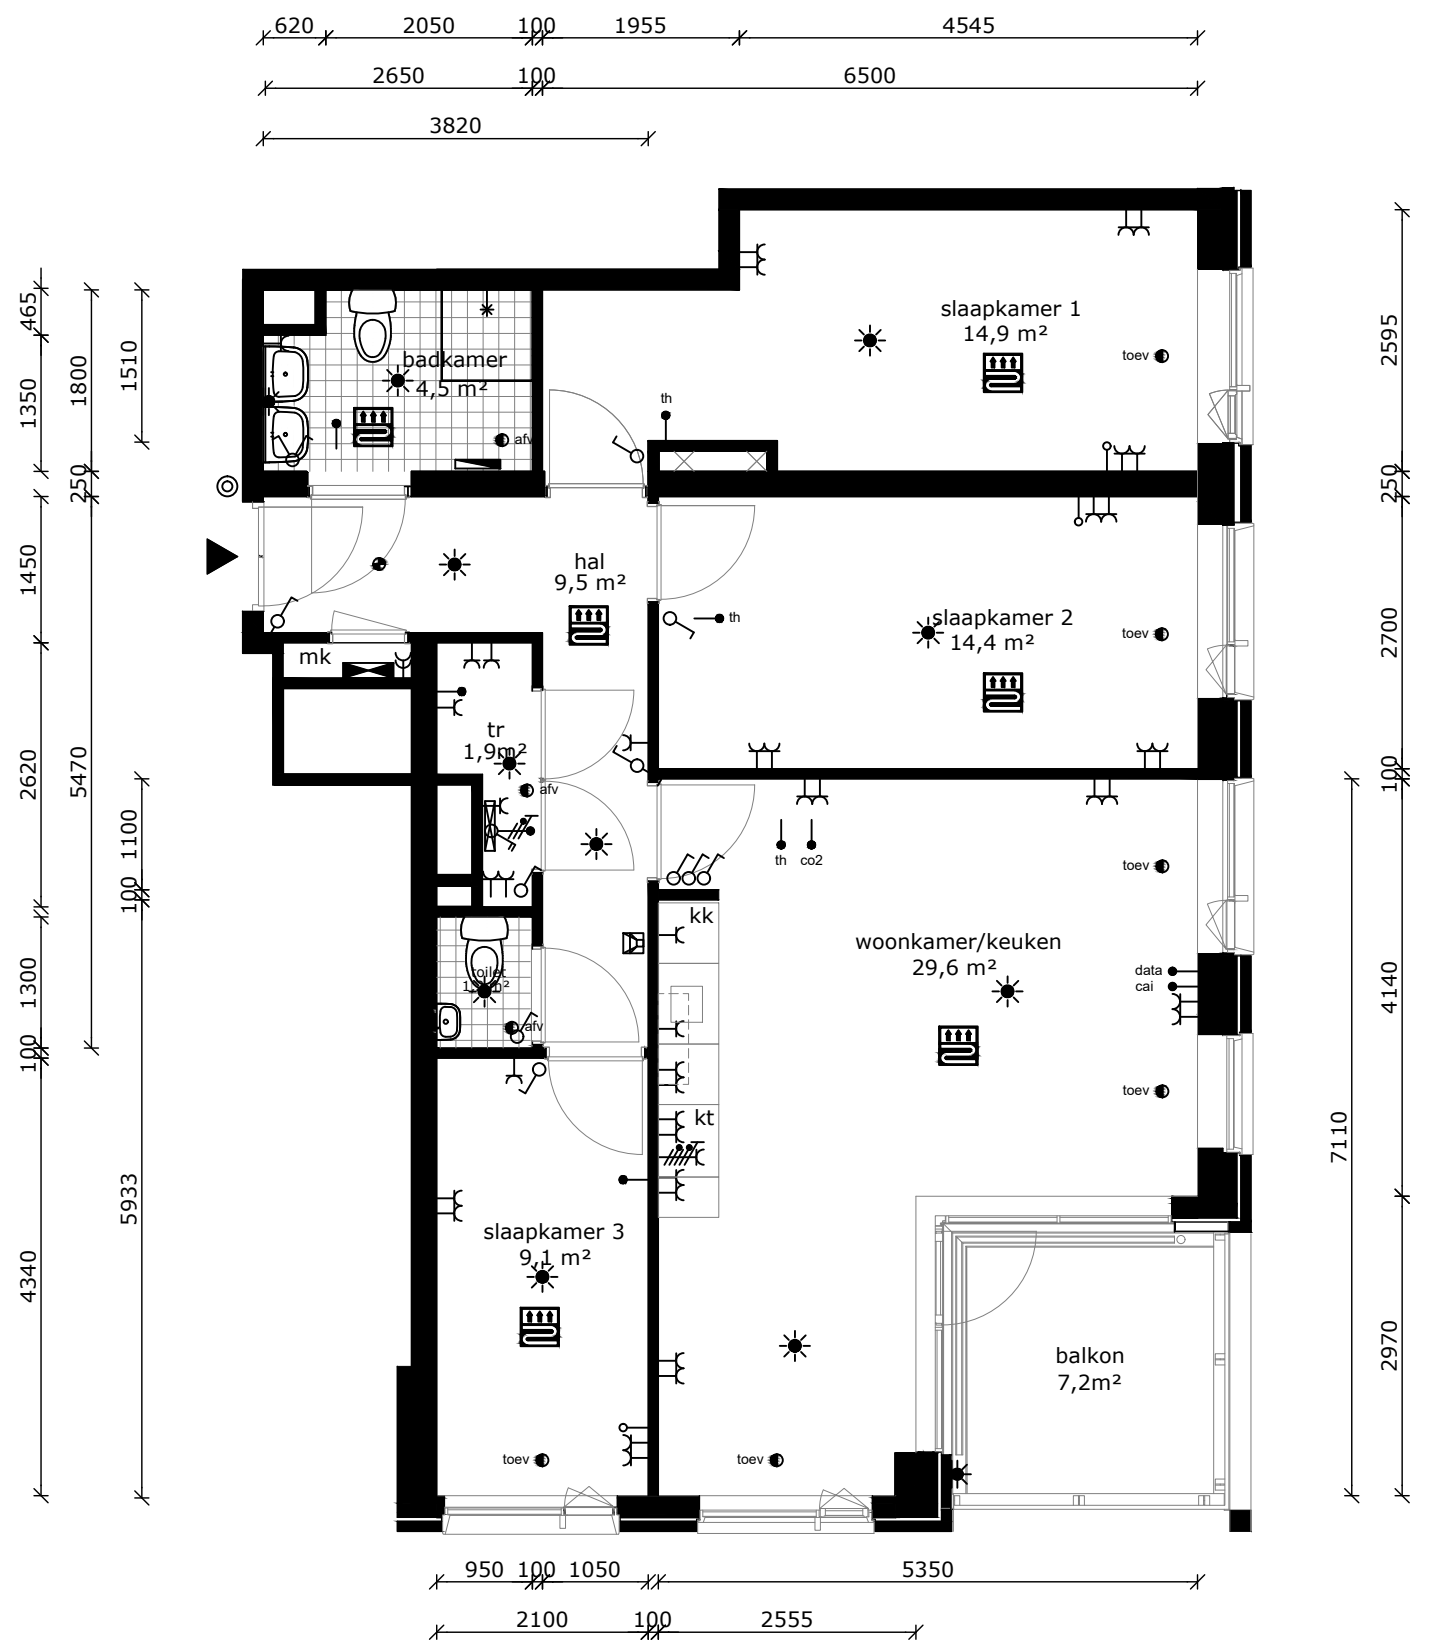 620 2050 100 1955 4545
2650 100 6500
3820
465
1350
1450
2620
1300
100
4340
1800
250
5470
1510
1100
100
5933
badkamer
4,5 m²
afv
slaapkamer 1
14,9 m²
toev
th
hal
9,5 m²
th
slaapkamer 2
14,4 m²
toev
mk
tr
1,9m²
afv
th co2
toev
kk
woonkamer/keuken
29,6 m²
data
cai
toilet
afv
toev
kt
slaapkamer 3
9,1 m²
balkon
7,2m²
toev
toev
2595
250
2700
100
4140
2970
7110
950 100 1050 5350
2100 100 2555